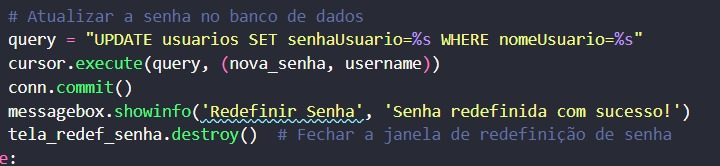 # Atualizar a senha no banco de dados
query = "UPDATE usuarios SET senhaUsuario=%s WHERE nomeUsuario=%s"
cursor.execute(query, (nova_senha, username))
conn.commit()
messagebox.showinfo('Redefinir Senha', 'Senha redefinida com sucesso!')
tela_redef_senha.destroy()  # Fechar a janela de redefinição de senha
e: